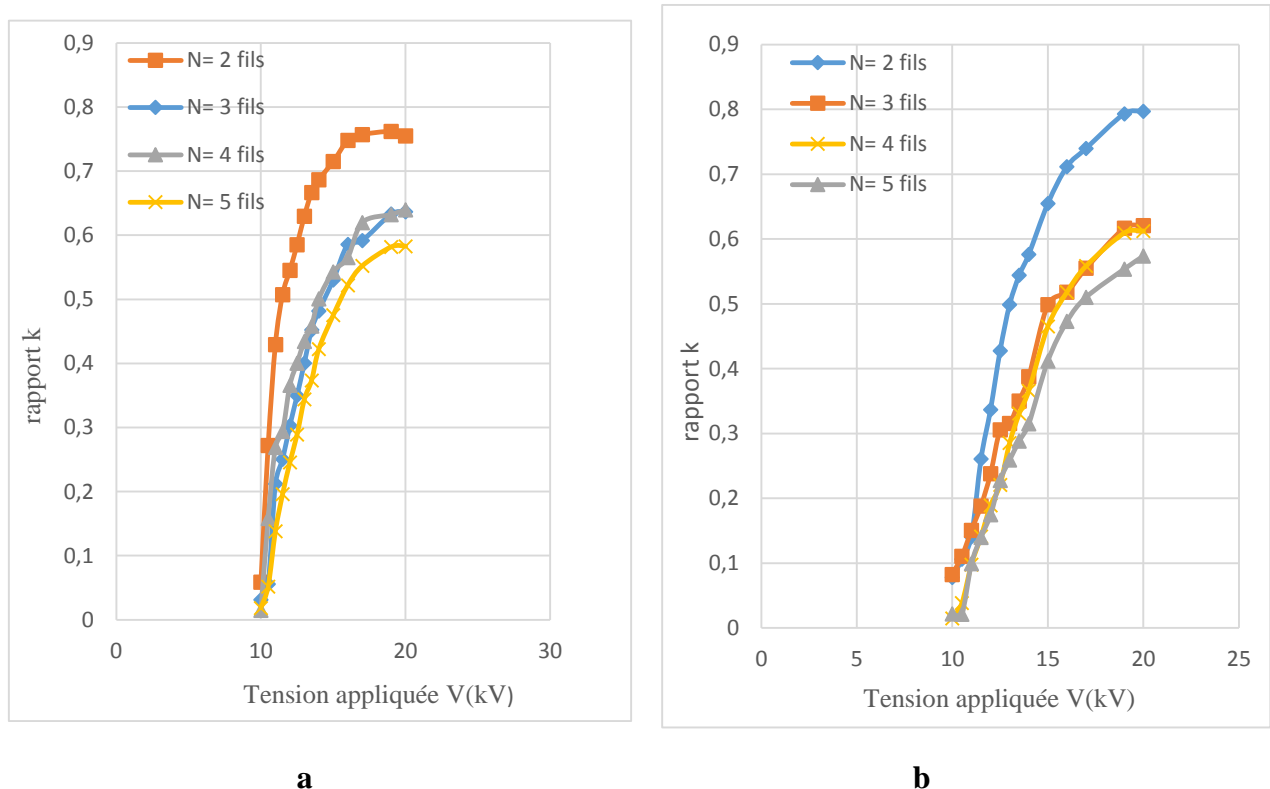 0,9
0,8
0,7
0,6
0,5
0,4
0,3
0,2
0,1
0
0
10
20
30
rapport k
Tension appliquée V(kV)
N= 2 fils
N= 3 fils
N= 4 fils
N= 5 fils
a
0,9
0,8
0,7
0,6
0,5
0,4
0,3
0,2
0,1
0
0
5
10
15
20
25
rapport k
Tension appliquée V(kV)
N= 2 fils
N= 3 fils
N= 4 fils
N= 5 fils
b